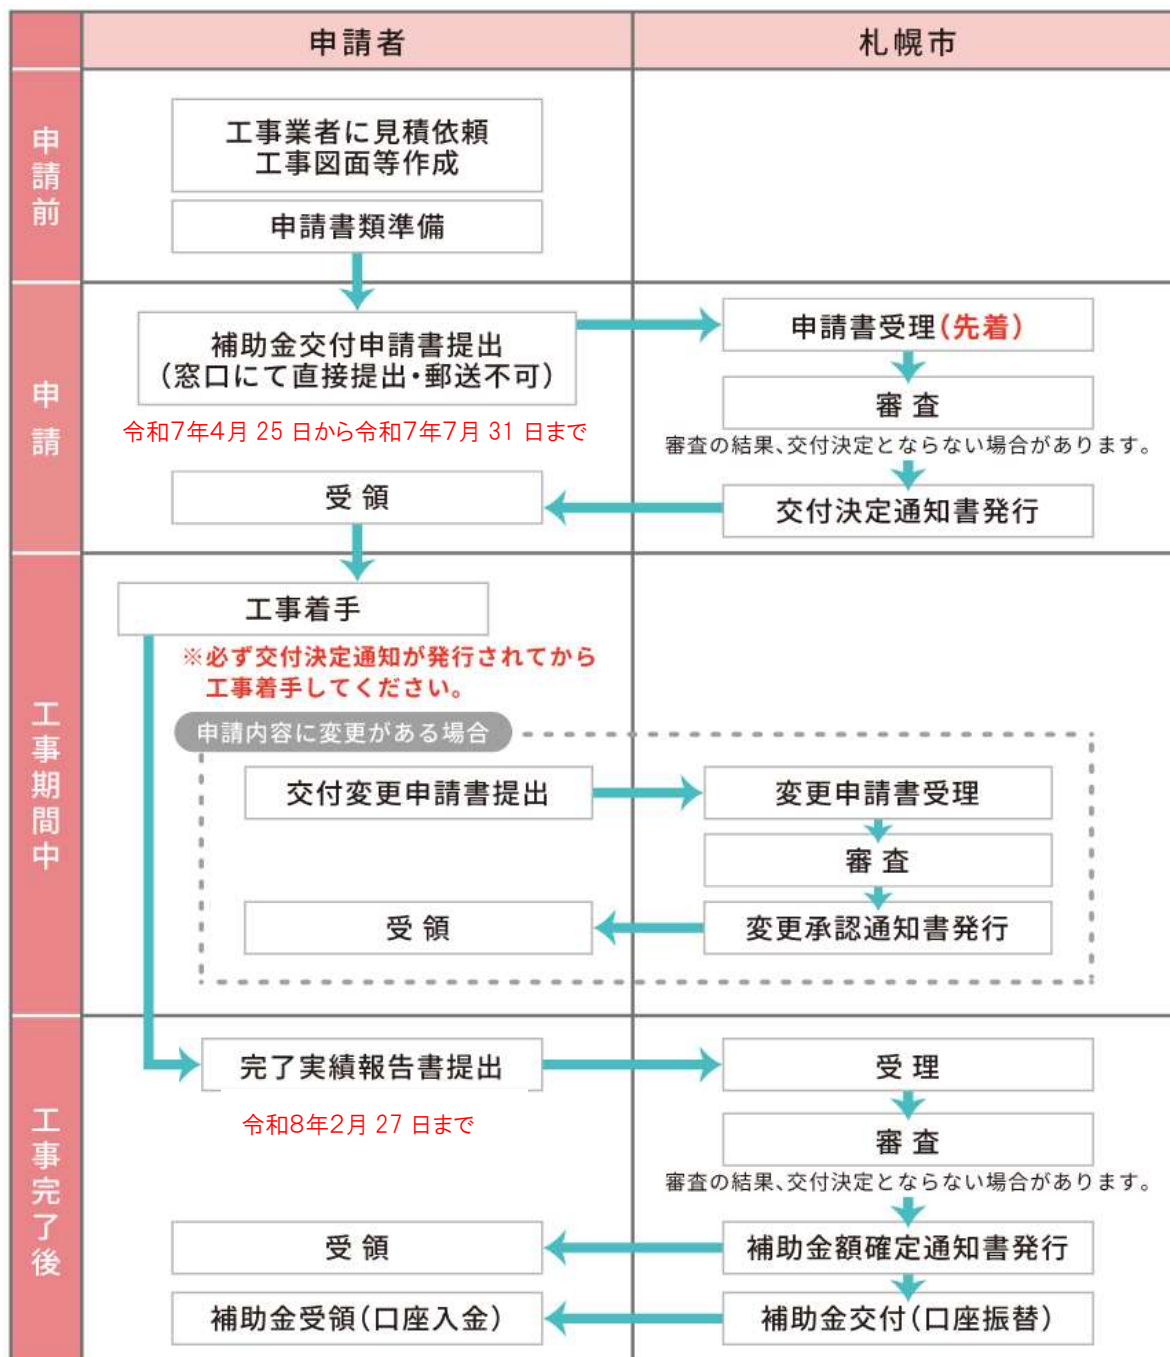 申請者
札幌市
申請前
工事業者に見積依頼
工事図面等作成
申請書類準備
申請
補助金交付申請書提出
(窓口にて直接提出・郵送不可)
令和7年4月 25 日から令和7年7月 31 日まで
申請書受理(先着)
審査
審査の結果、交付決定とならない場合があります。
交付決定通知書発行
受領
工事期間中
工事着手
※必ず交付決定通知が発行されてから
工事着手してください。
申請内容に変更がある場合
交付変更申請書提出
変更申請書受理
審査
変更承認通知書発行
受領
工事完了後
完了実績報告書提出
令和8年2月 27 日まで
受理
審査
審査の結果、交付決定とならない場合があります。
補助金額確定通知書発行
受領
補助金交付(口座振替)
補助金受領(口座入金)